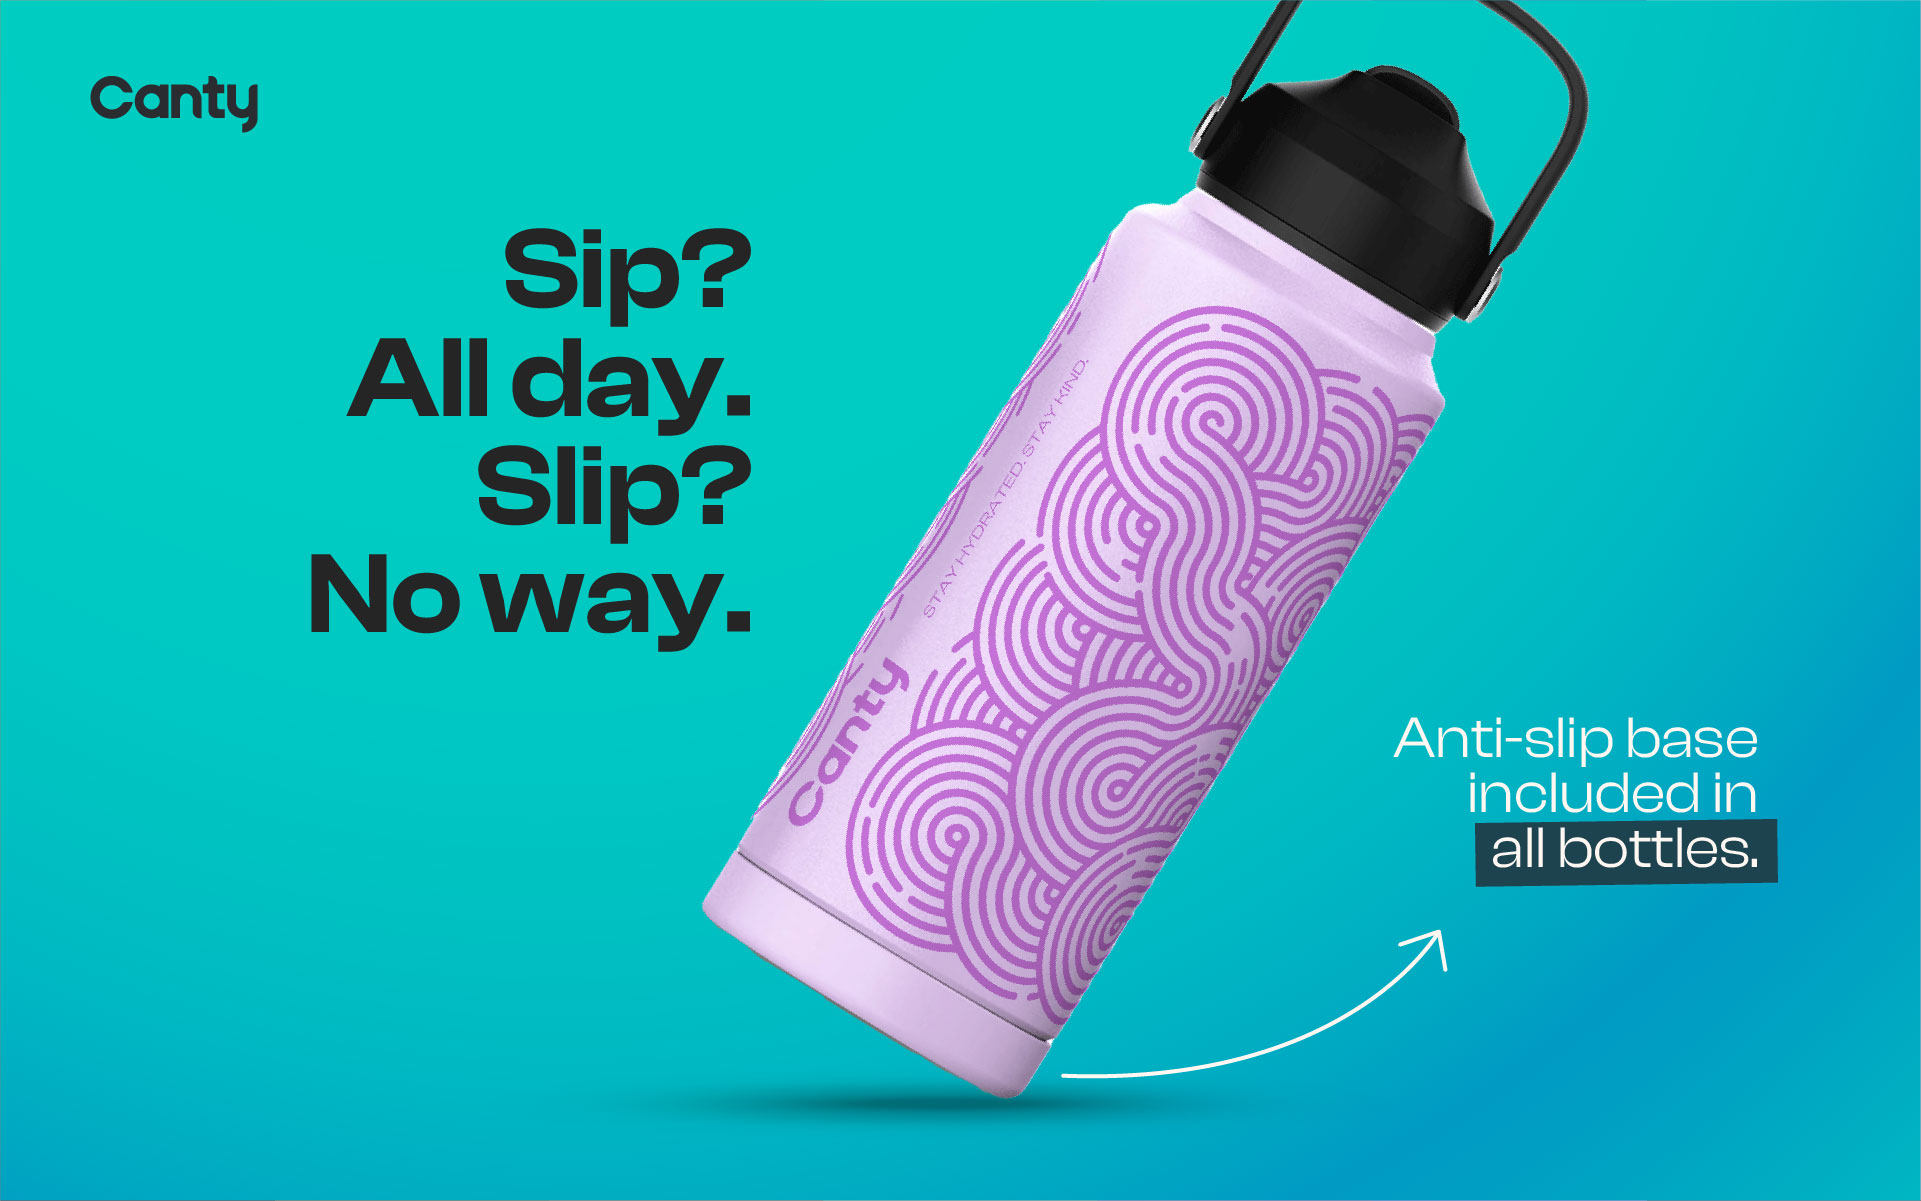 Canty
Sip?
All day.
Slip?
No way.
STAY HYDRATED. STAY KIND.
Canty
Anti-slip base
included in
all bottles.